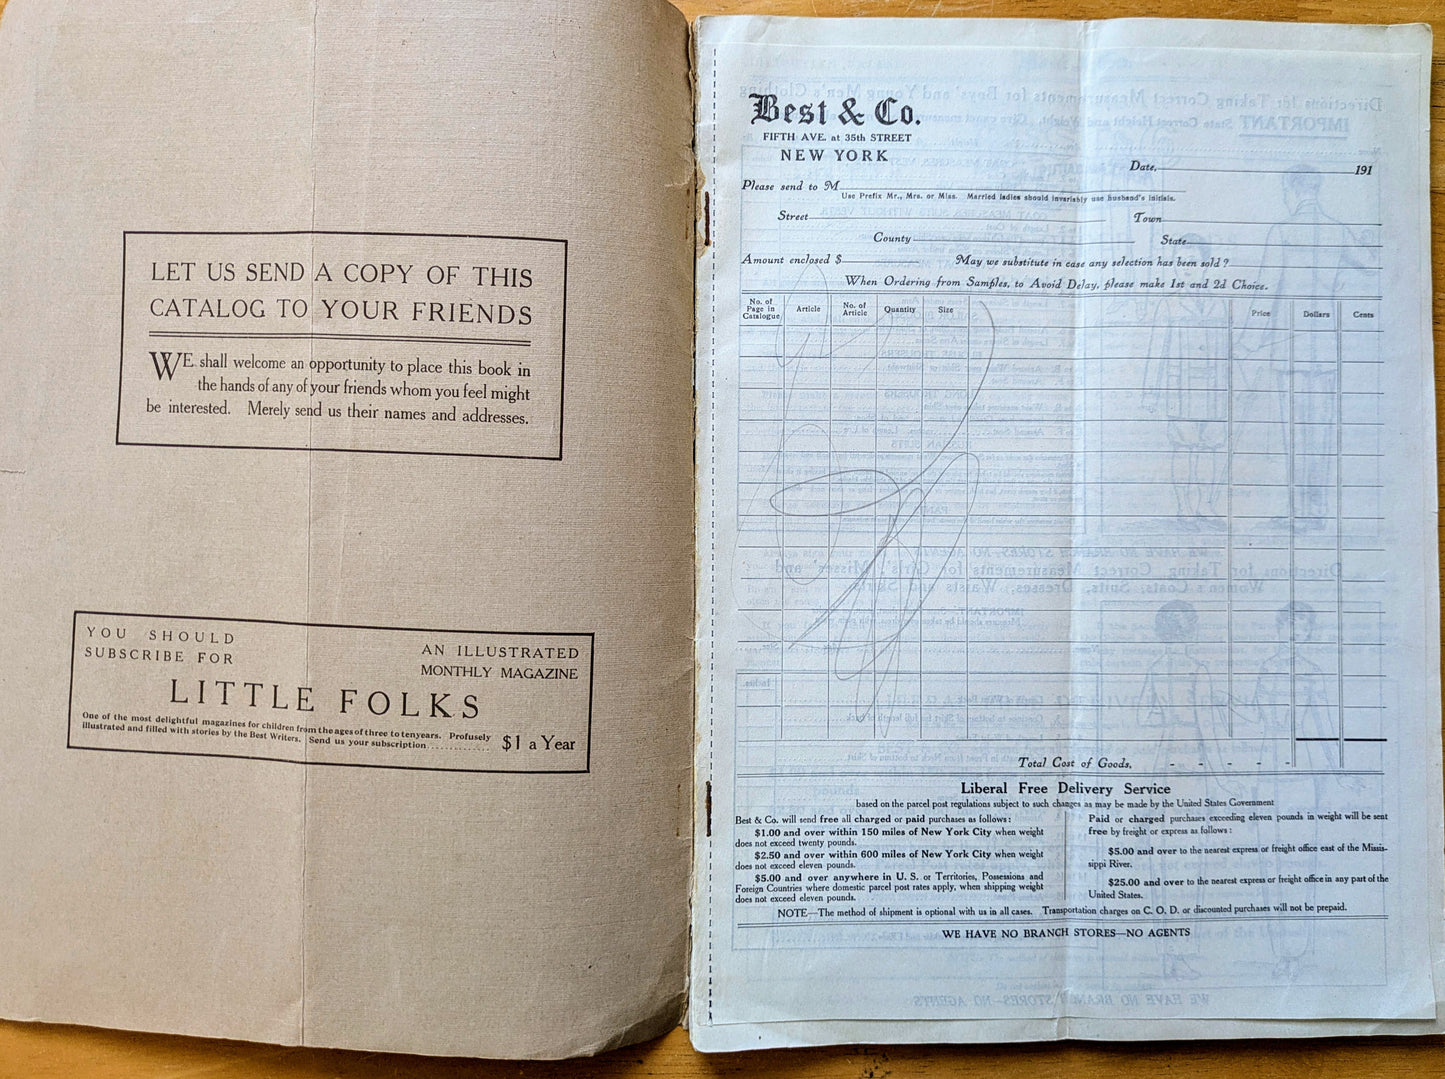 LET US SEND A COPY OF THIS
CATALOG TO YOUR FRIENDS
WE shall welcome an opportunity to place this book in
the hands of any of your friends whom you feel might
be interested. Merely send us their names and addresses.
YOU SHOULD
SUBSCRIBE FOR
AN ILLUSTRATED
MONTHLY MAGAZINE
LITTLE FOLKS
One of the most delightful magazines for children from the ages of three to tenyears. Profusely
illustrated and filled with stories by the Best Writers. Send us your subscription
$1 a Year
Best & Co.
FIFTH AVE. at 35th STREET
NEW YORK
Date, 191
Please send to M
Use Prefix Mr., Mrs. or Miss. Married ladies should invariably use husband's initials.
Street Town
County State
Amount enclosed $ May we substitute in case any selection has been sold?
When Ordering from Samples, to Avoid Delay, please make 1st and 2d Choice.
No. of
Page in
Catalogue
Article
No. of
Article
Quantity
Size
Price
Dollars
Cents
Total Cost of Goods, - - - - -
Liberal Free Delivery Service
based on the parcel post regulations subject to such changes as may be made by the United States Government
Best & Co. will send free all charged or paid purchases as follows:
$1.00 and over within 150 miles of New York City when weight
does not exceed twenty pounds.
$2.50 and over within 600 miles of New York City when weight
does not exceed eleven pounds.
$5.00 and over anywhere in U. S. or Territories, Possessions and
Foreign Countries where domestic parcel post rates apply, when shipping weight
does not exceed eleven pounds.
Paid or charged purchases exceeding eleven pounds in weight will be sent
free by freight or express as follows:
$5.00 and over to the nearest express or freight office east of the Missis-
sippi River.
$25.00 and over to the nearest express or freight office in any part of the
United States.
NOTE—The method of shipment is optional with us in all cases. Transportation charges on C. O. D. or discounted purchases will not be prepaid.
WE HAVE NO BRANCH STORES—NO AGENTS